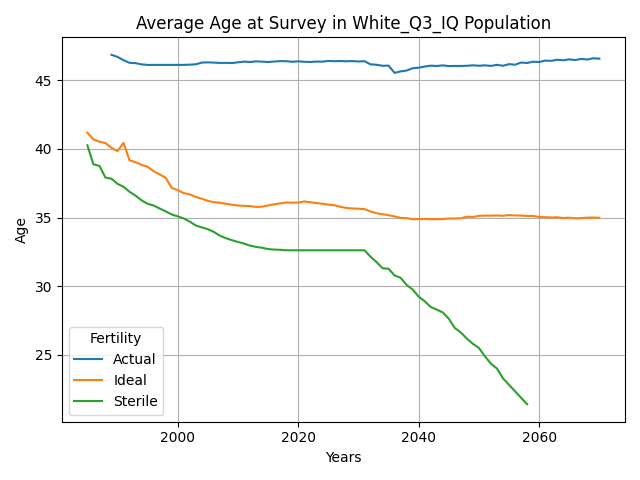 Average Age at Survey in White_Q3_IQ Population
Age
45
40
35
30
25
Fertility
Actual
Ideal
Sterile
2000
2020
2040
2060
Years